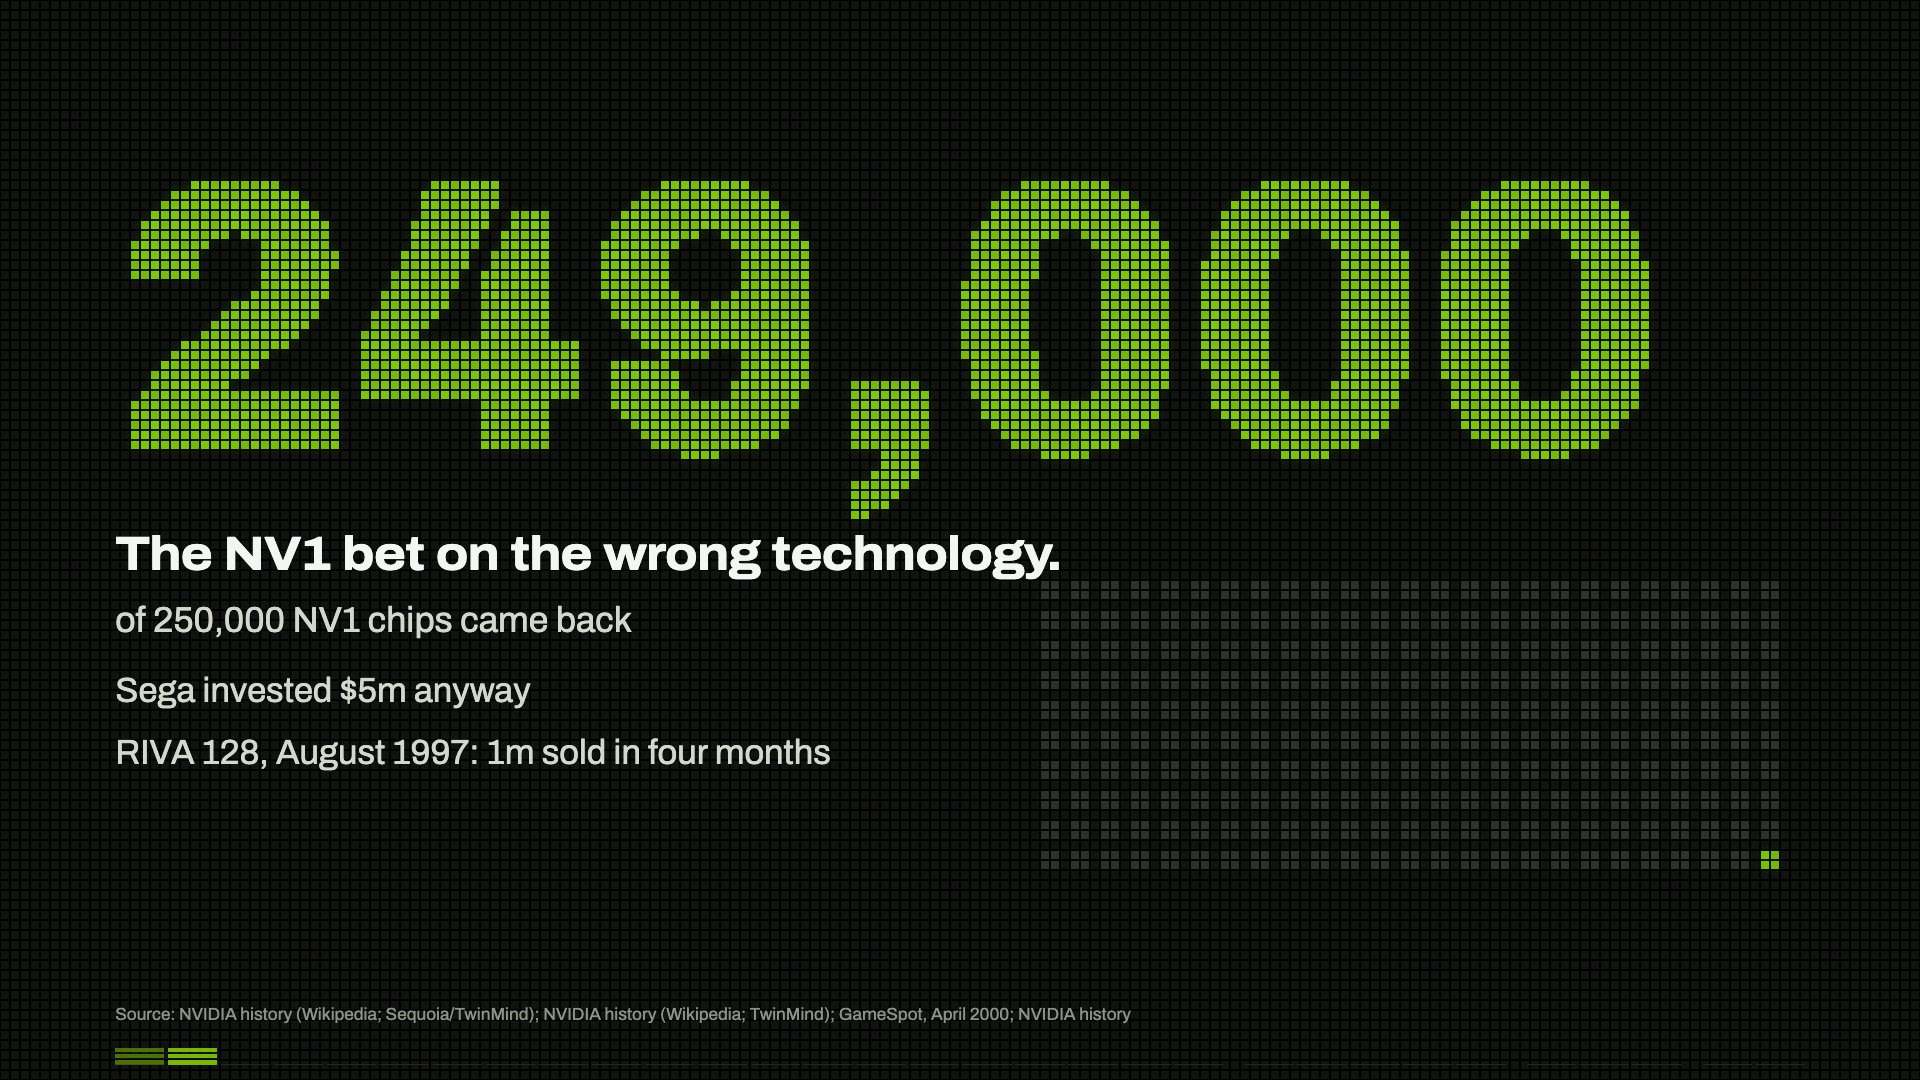 249,000
The NV1 bet on the wrong technology.
of 250,000 NV1 chips came back
Sega invested $5m anyway
RIVA 128, August 1997: 1m sold in four months
Source: NVIDIA history (Wikipedia; Sequoia/TwinMind); NVIDIA history (Wikipedia; TwinMind); GameSpot, April 2000; NVIDIA history